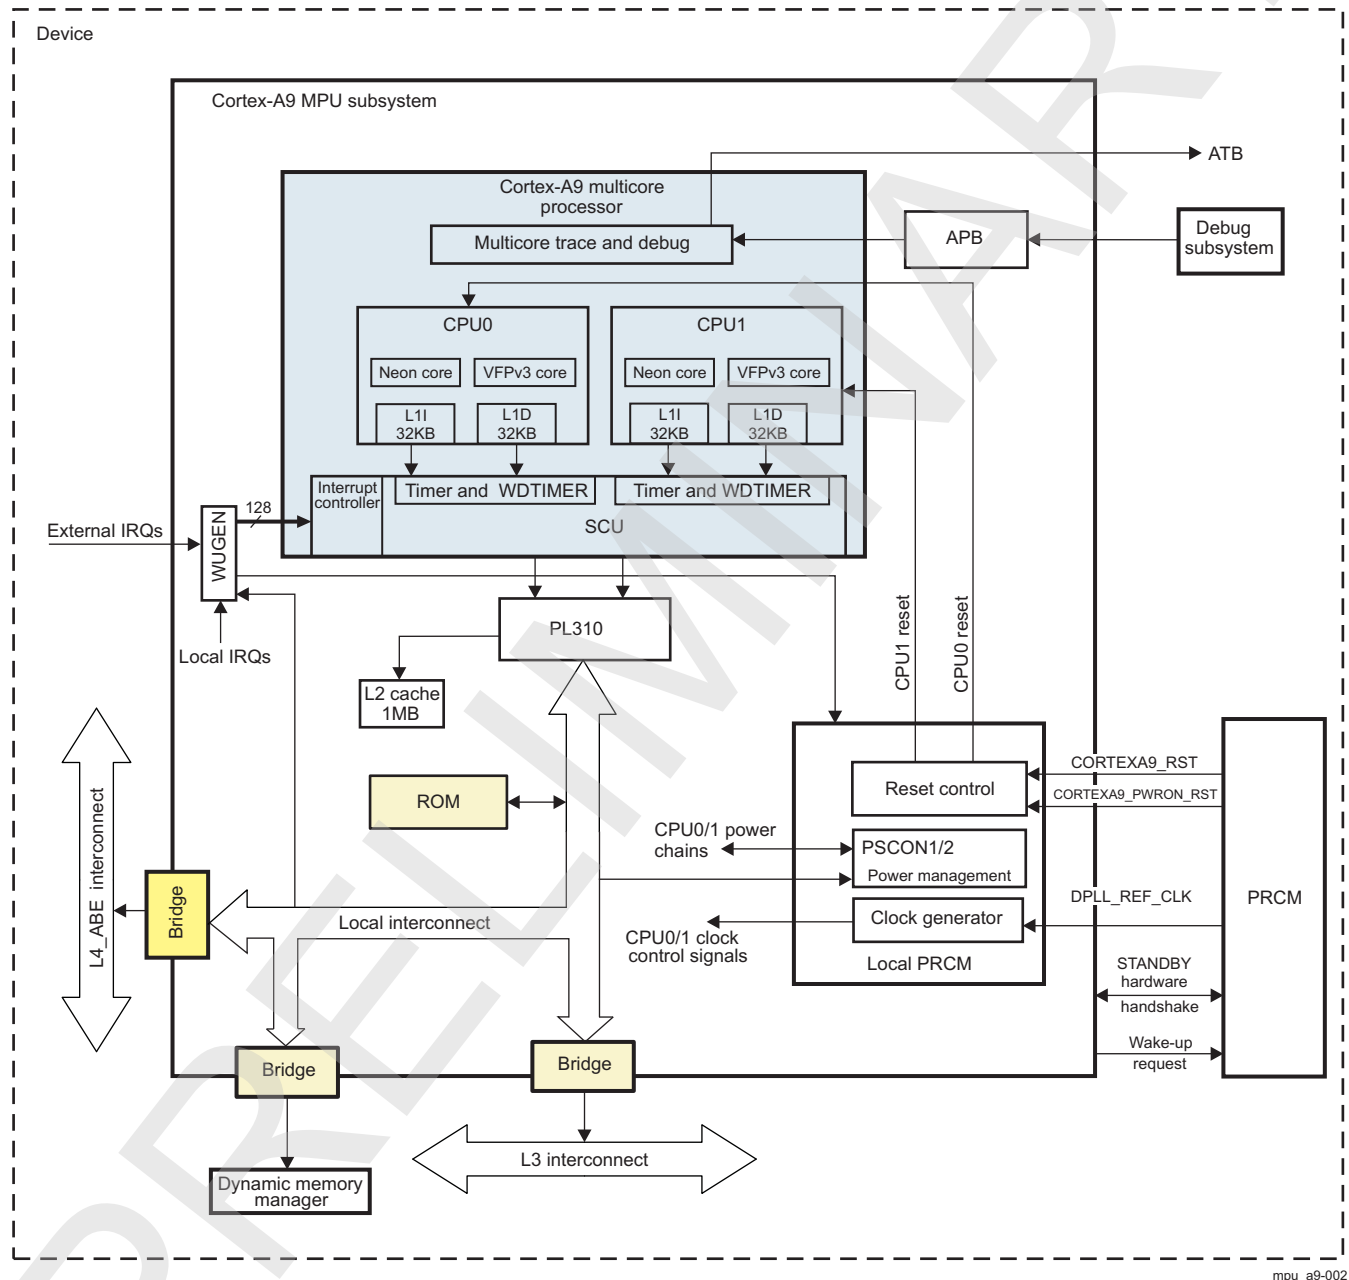 Device
Cortex-A9 MPU subsystem
ATB
Cortex-A9 multicore
processor
Multicore trace and debug
APB
Debug
subsystem
CPU0
CPU1
Neon core
VFPv3 core
Neon core
VFPv3 core
L1I
32KB
L1D
32KB
L1I
32KB
L1D
32KB
Interrupt
controller
Timer and WDTIMER
Timer and WDTIMER
SCU
128
External IRQs
WUGEN
Local IRQs
PL310
L2 cache
1MB
CPU1 reset
CPU0 reset
ROM
Reset control
CORTEXA9_RST
CORTEXA9_PWRON_RST
CPU0/1 power
chains
PSCON1/2
Power management
Clock generator
DPLL_REF_CLK
PRCM
CPU0/1 clock
control signals
Local PRCM
STANDBY
hardware
handshake
Wake-up
request
L4_ABE interconnect
Bridge
Local interconnect
Bridge
Bridge
L3 interconnect
Dynamic memory
manager
mpu_a9-002
PRELIMINAR